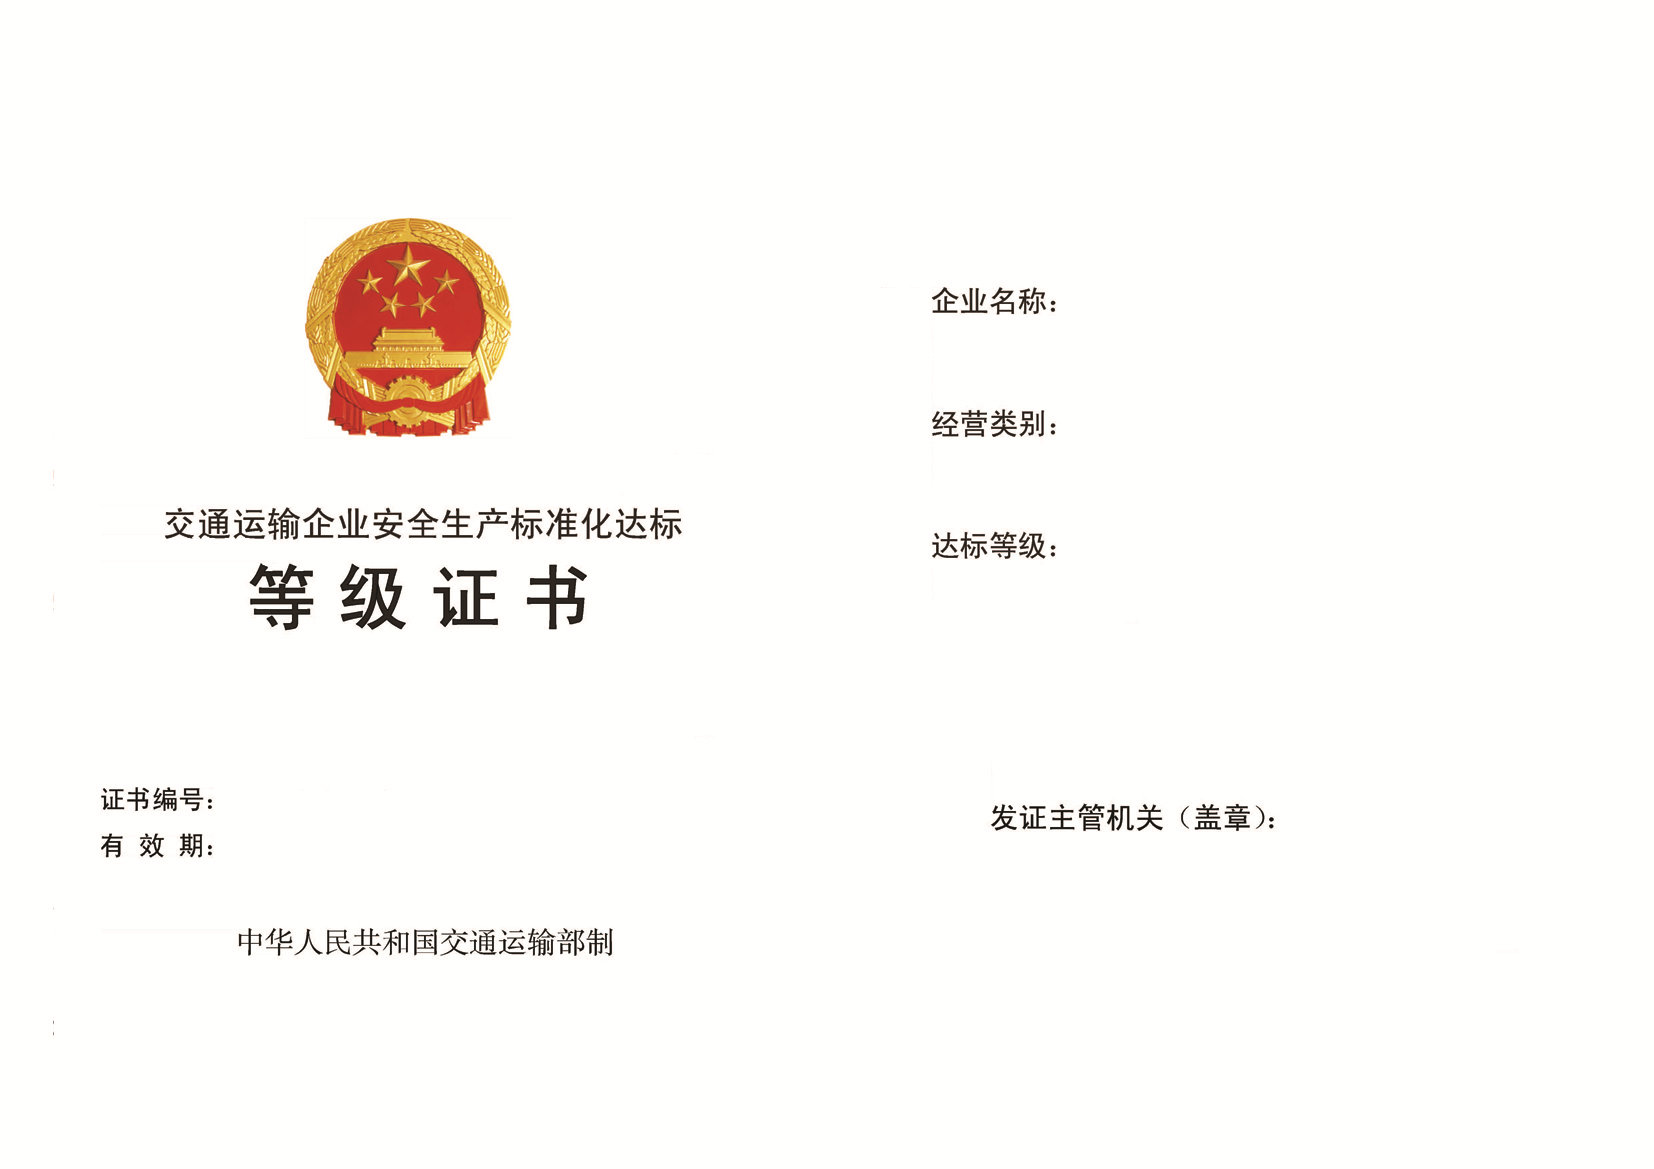 交通运输企业安全生产标准化达标
等级证书
证书编号：
有 效 期：
中华人民共和国交通运输部制
企业名称：
经营类别：
达标等级：
发证主管机关（盖章）：